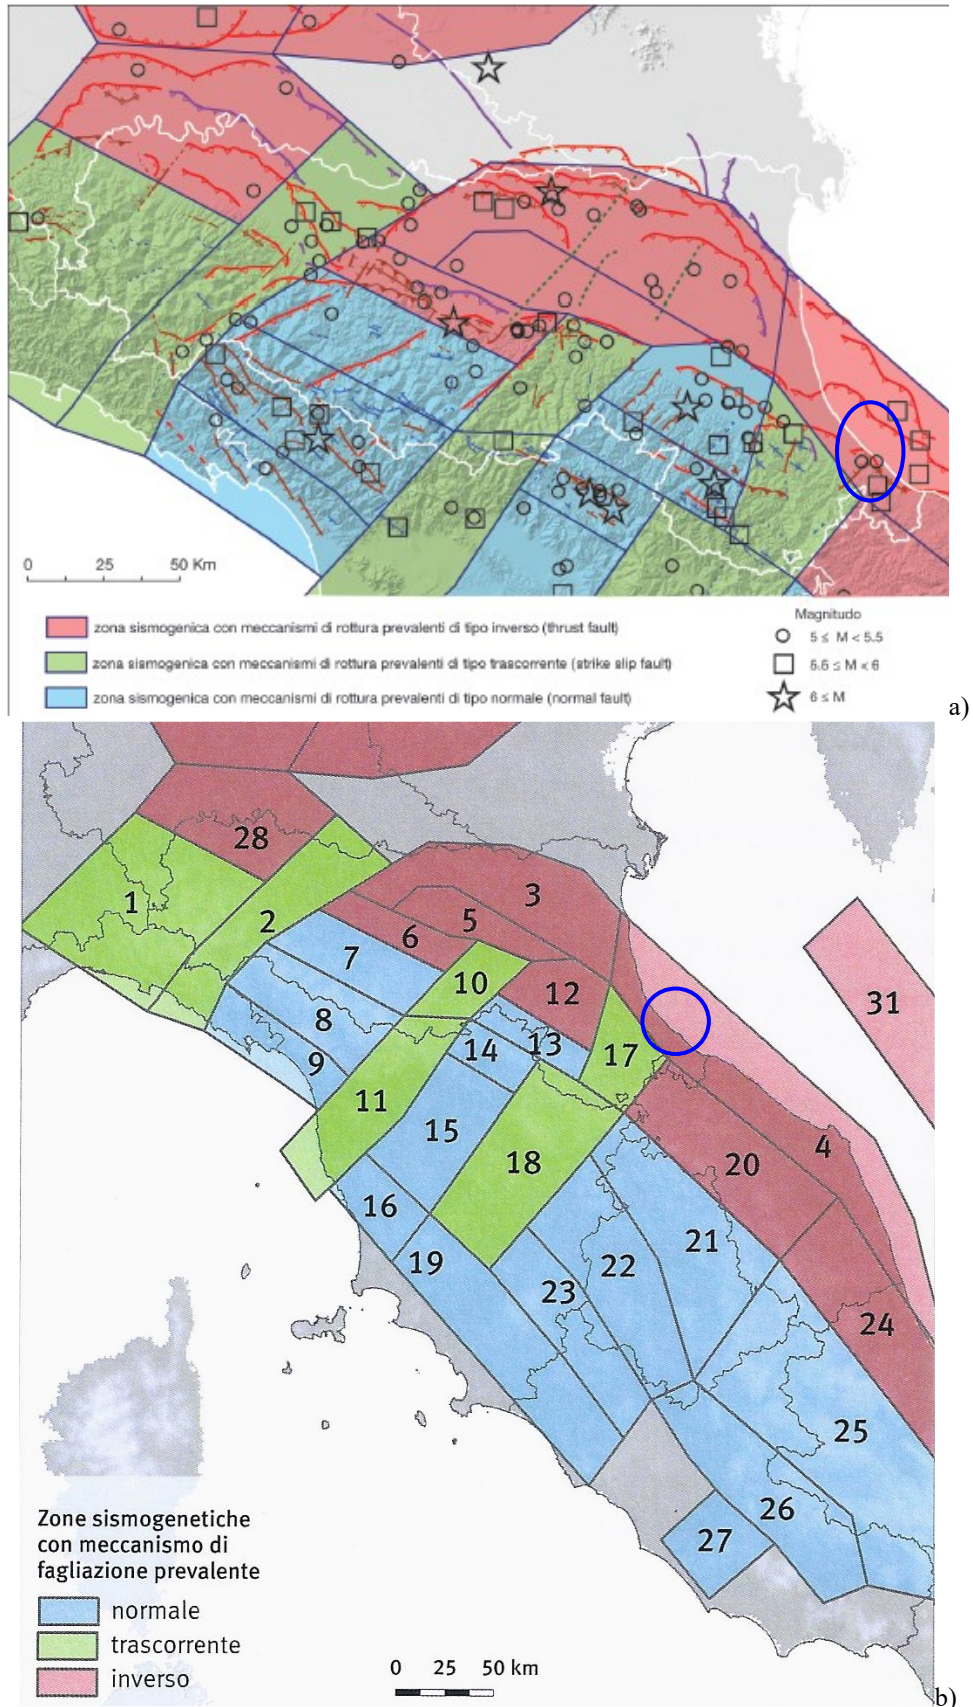 0 25 50 Km
zona sismogenica con meccanismi di rottura prevalenti di tipo inverso (thrust fault)
zona sismogenica con meccanismi di rottura prevalenti di tipo trascorrente (strike slip fault)
zona sismogenica con meccanismi di rottura prevalenti di tipo normale (normal fault)
Magnitudo
5 ≤ M < 5.5
5.5 ≤ M < 6
6 ≤ M
a)
28
3
1
2
5
6
7
10
12
31
8
14
13
17
9
11
15
18
20
4
16
19
21
22
23
24
25
26
27
Zone sismogenetiche
con meccanismo di
fagliazione prevalente
normale
trascorrente
inverso
0 25 50 km
b)